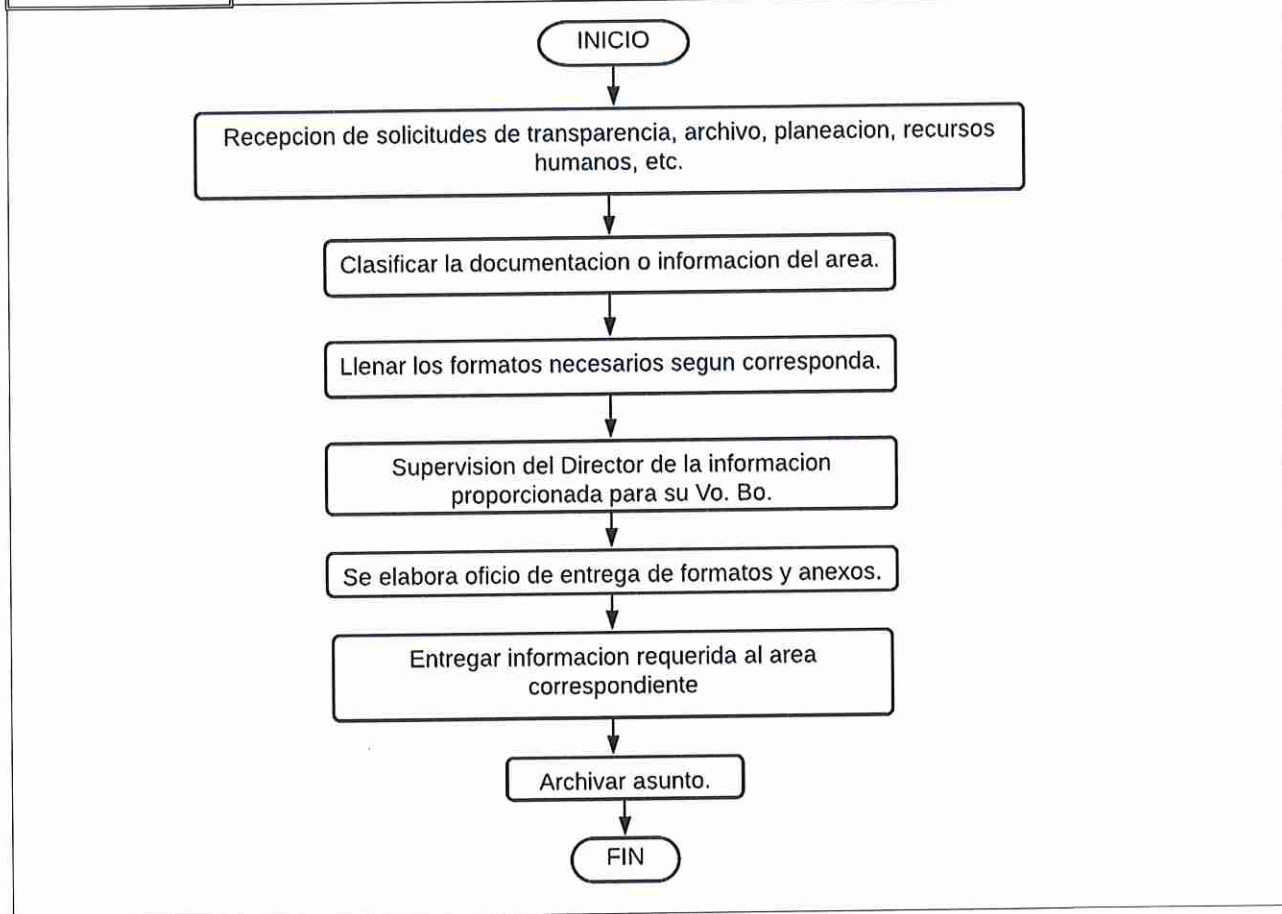 INICIO
Recepcion de solicitudes de transparencia, archivo, planeacion, recursos
humanos, etc.
Clasificar la documentacion o informacion del area.
Llenar los formatos necesarios segun corresponda.
Supervision del Director de la informacion
proporcionada para su Vo. Bo.
Se elabora oficio de entrega de formatos y anexos.
Entregar informacion requerida al area
correspondiente
Archivar asunto.
FIN